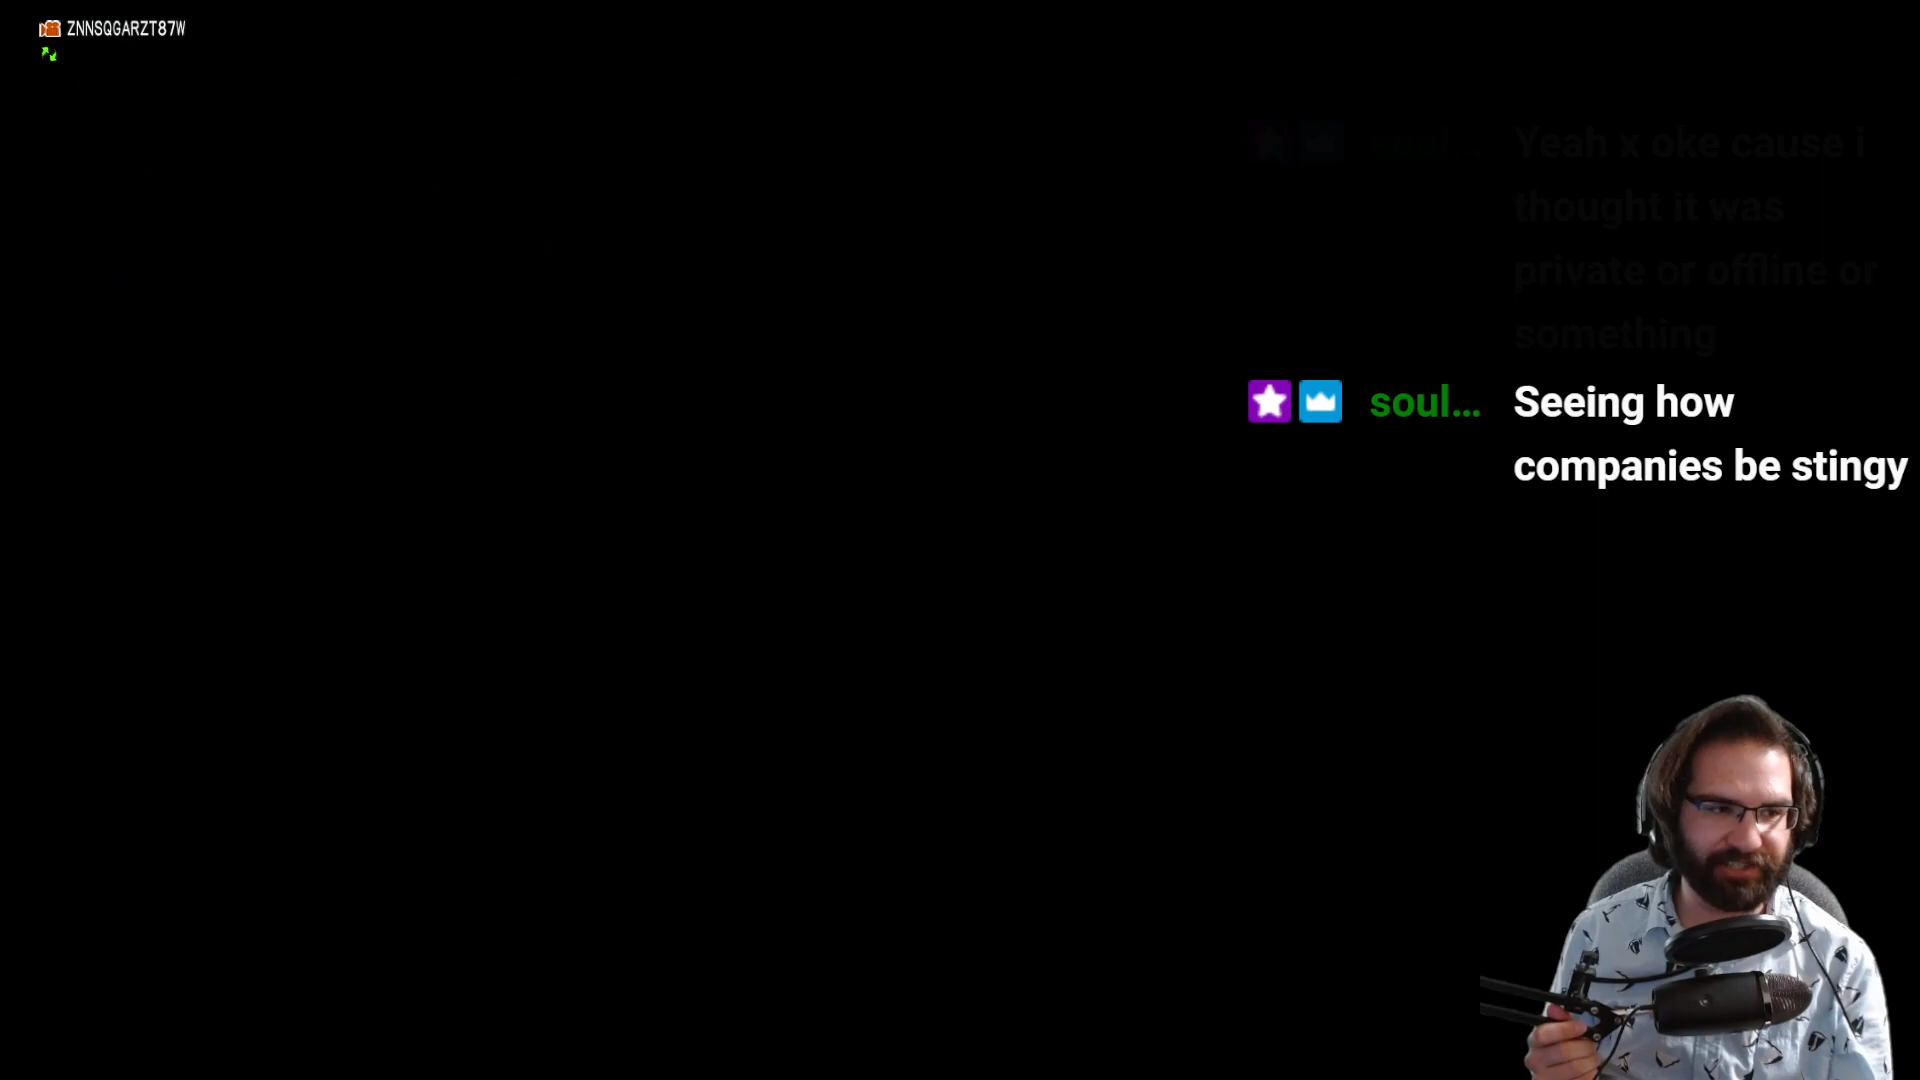 ZNNSQGARZT87W
Yeah x oke cause i
thought it was
private or offline or
something
soul... Seeing how
companies be stingy